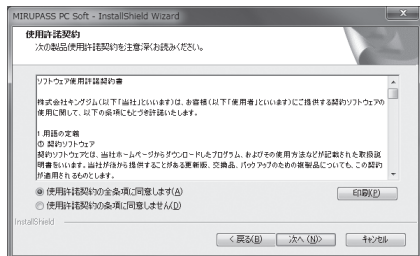 MIRUPASS PC Soft - InstallShield Wizard
使用許諾契約
次の製品使用許諾契約を注意深くお読みください。
ソフトウェア使用許諾契約書
株式会社キングジム(以下「当社」といいます)は、お客様(以下「使用者」といいます)にご提供する契約ソフトウェアの
使用に関して、以下の条項にもとづき許諾いたします。
1 用語の定義
① 契約ソフトウェア
契約ソフトウェアとは、当社ホームページからダウンロードしたプログラム、およびその使用方法などが記載された取扱説
明書をいいます。当社が後から提供することがある更新版、交換品、バックアップのための複製品についても、この契約
が適用されるものとします。
使用許諾契約の全条項に同意します(A)
印刷(P)
使用許諾契約の条項に同意しません(D)
InstallShield
< 戻る(B)
次へ(N)>
キャンセル